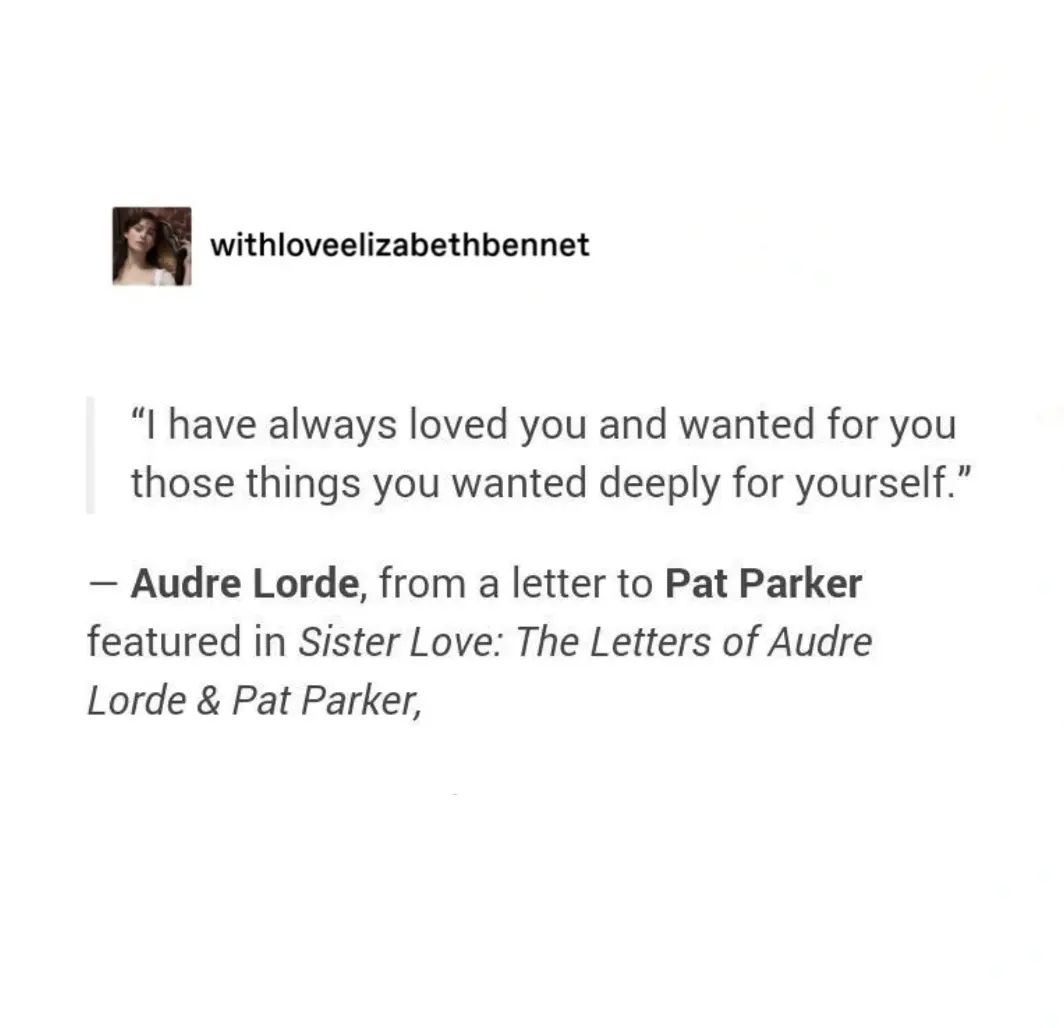 withloveelizabethbennet
“I have always loved you and wanted for you
those things you wanted deeply for yourself.”
— Audre Lorde, from a letter to Pat Parker
featured in Sister Love: The Letters of Audre
Lorde & Pat Parker,